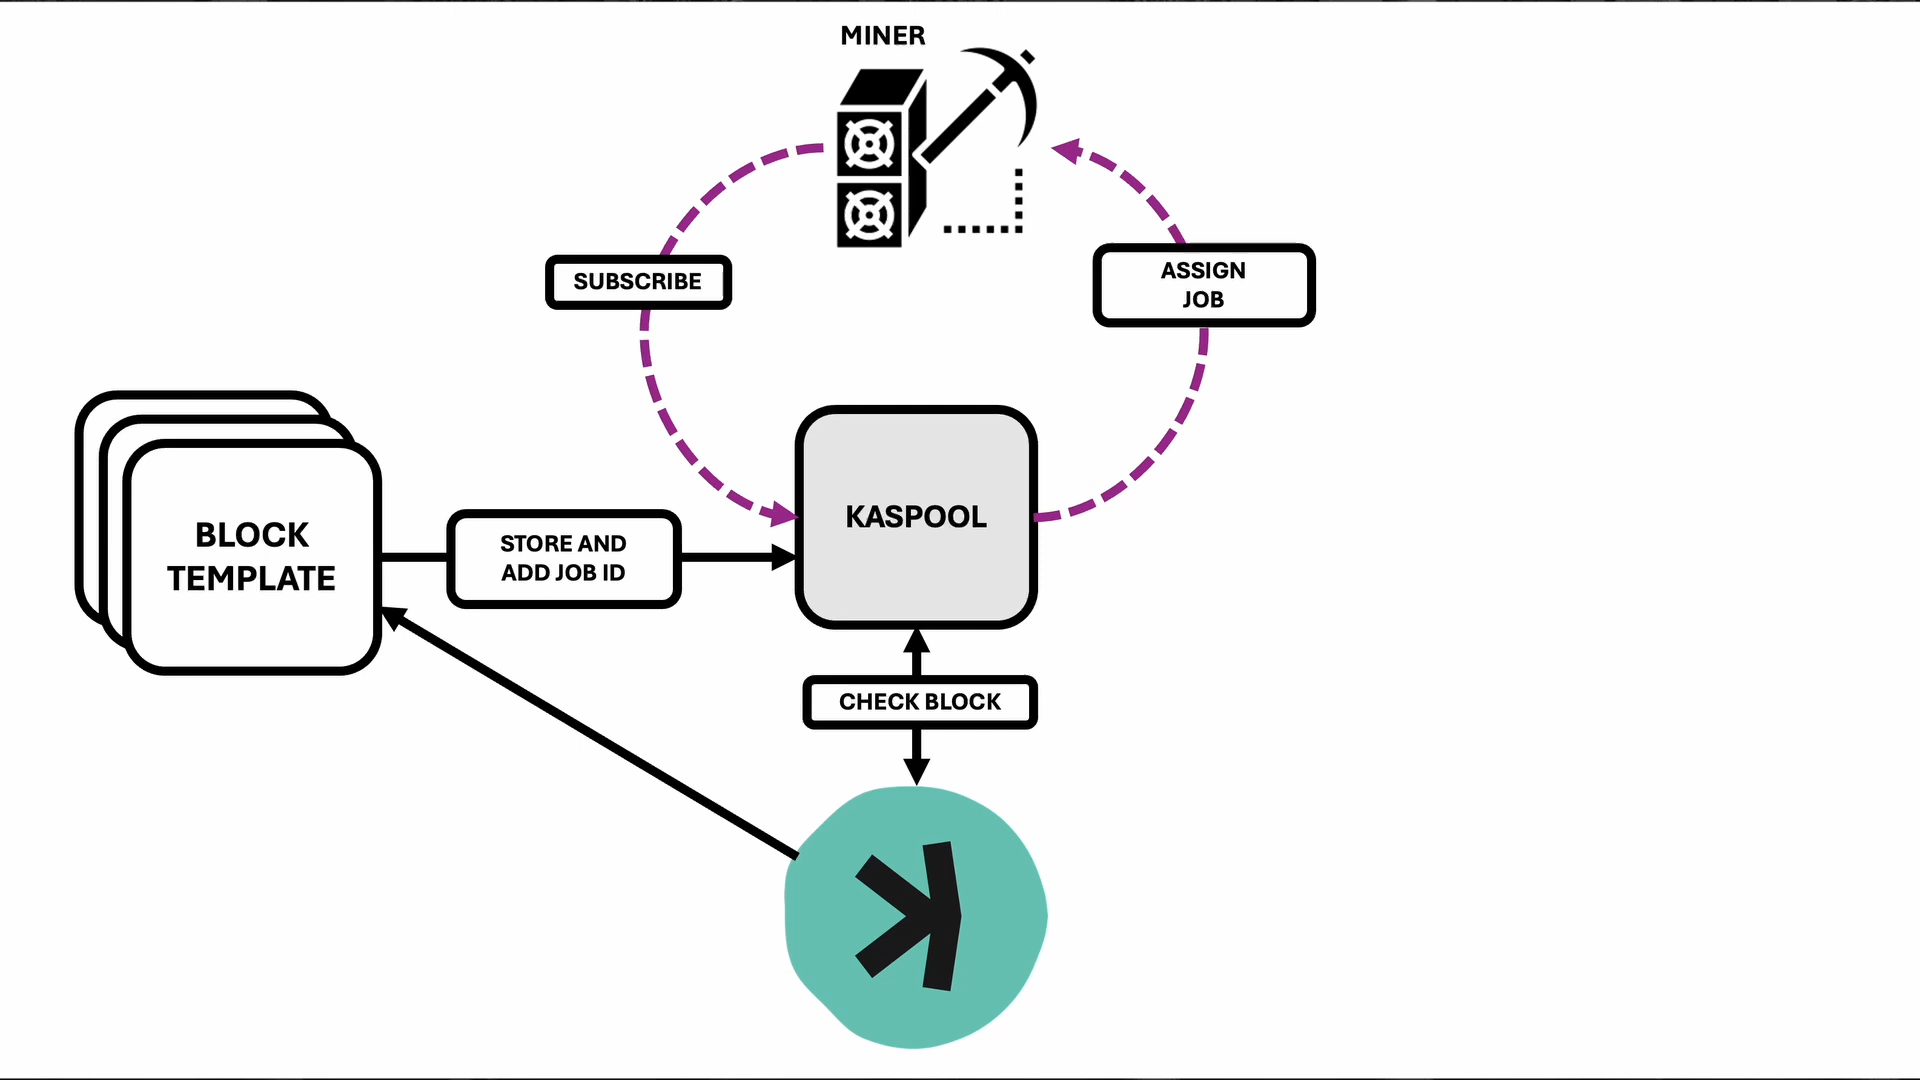 MINER
SUBSCRIBE
ASSIGN
JOB
BLOCK
TEMPLATE
STORE AND
ADD JOB ID
KASPOOL
CHECK BLOCK